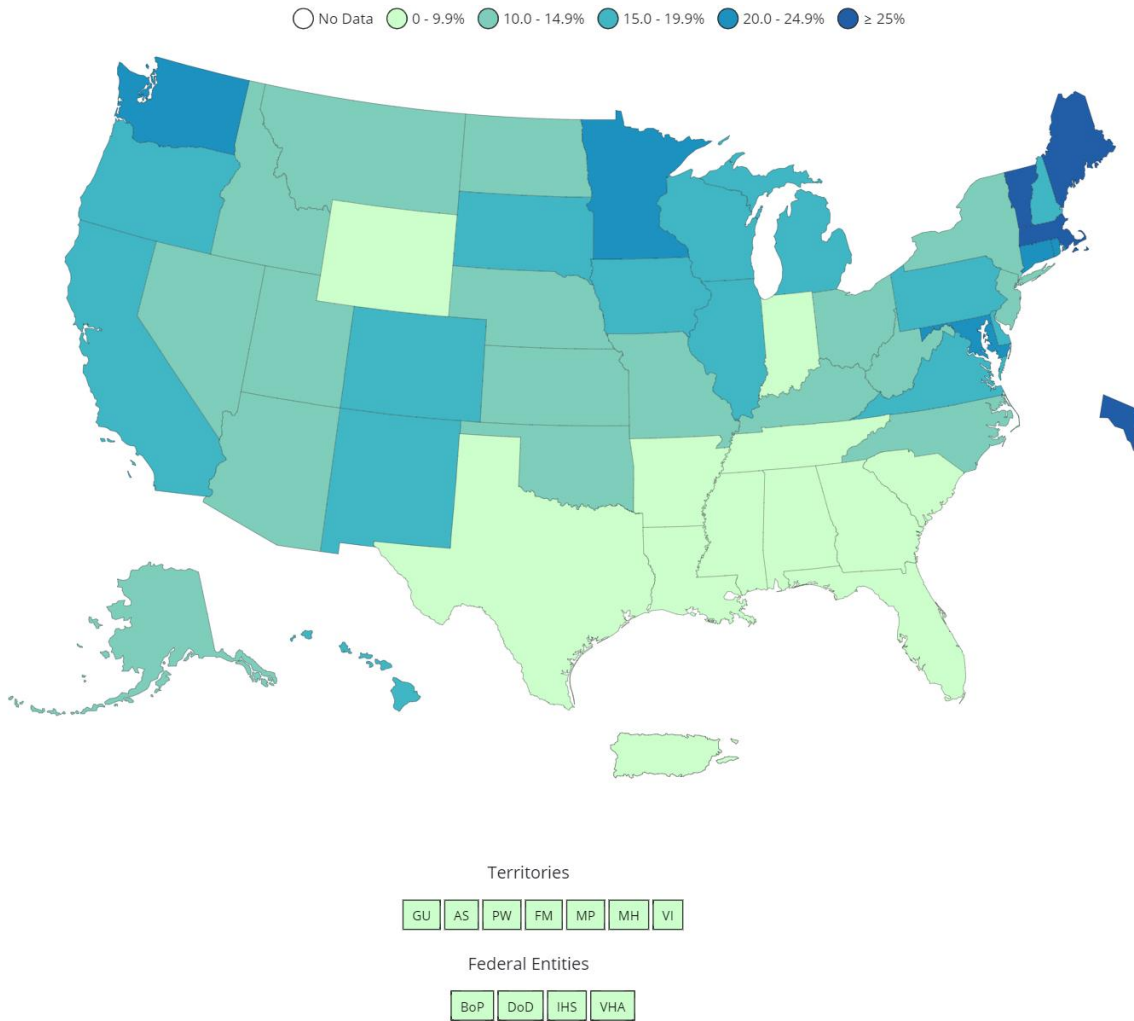 No Data 0 - 9.9% 10.0 - 14.9% 15.0 - 19.9% 20.0 - 24.9% ≥ 25%
Territories
GU AS PW FM MP MH VI
Federal Entities
BoP DoD IHS VHA